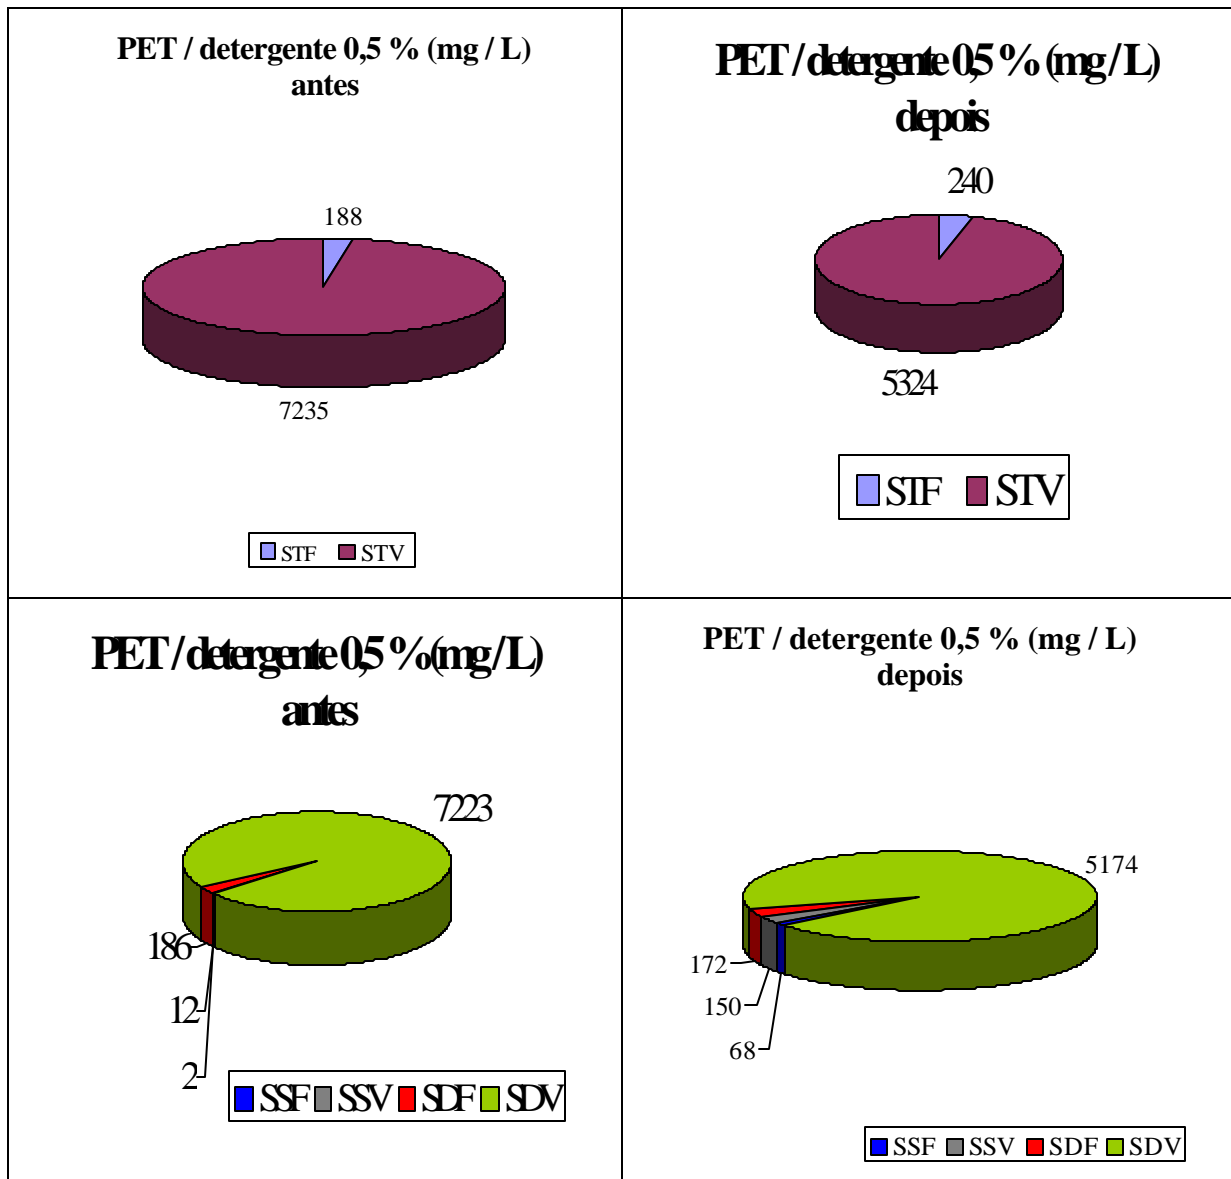 PET / detergente 0,5 % (mg / L)
antes
188
7235
STF STV
PET / detergente 0,5 % (mg / L)
depois
240
5324
STF STV
PET / detergente 0,5 % (mg / L)
antes
7223
186
12
2
SSF SSV SDF SDV
PET / detergente 0,5 % (mg / L)
depois
5174
172
150
68
SSF SSV SDF SDV